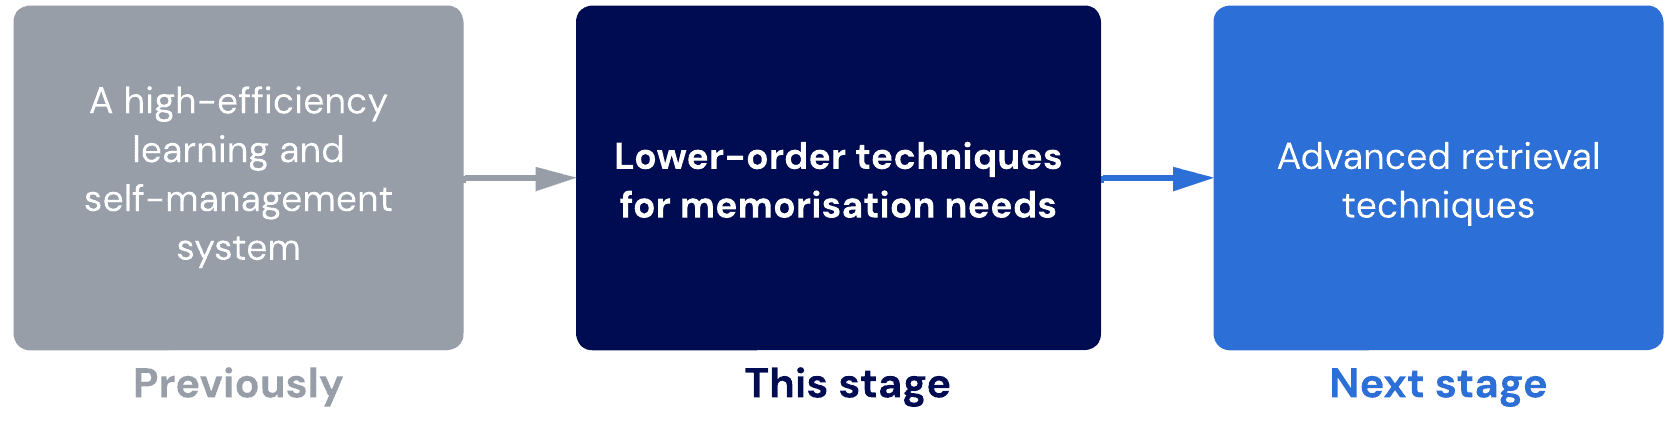 A high-efficiency
learning and
self-management
system
Previously
Lower-order techniques
for memorisation needs
This stage
Advanced retrieval
techniques
Next stage